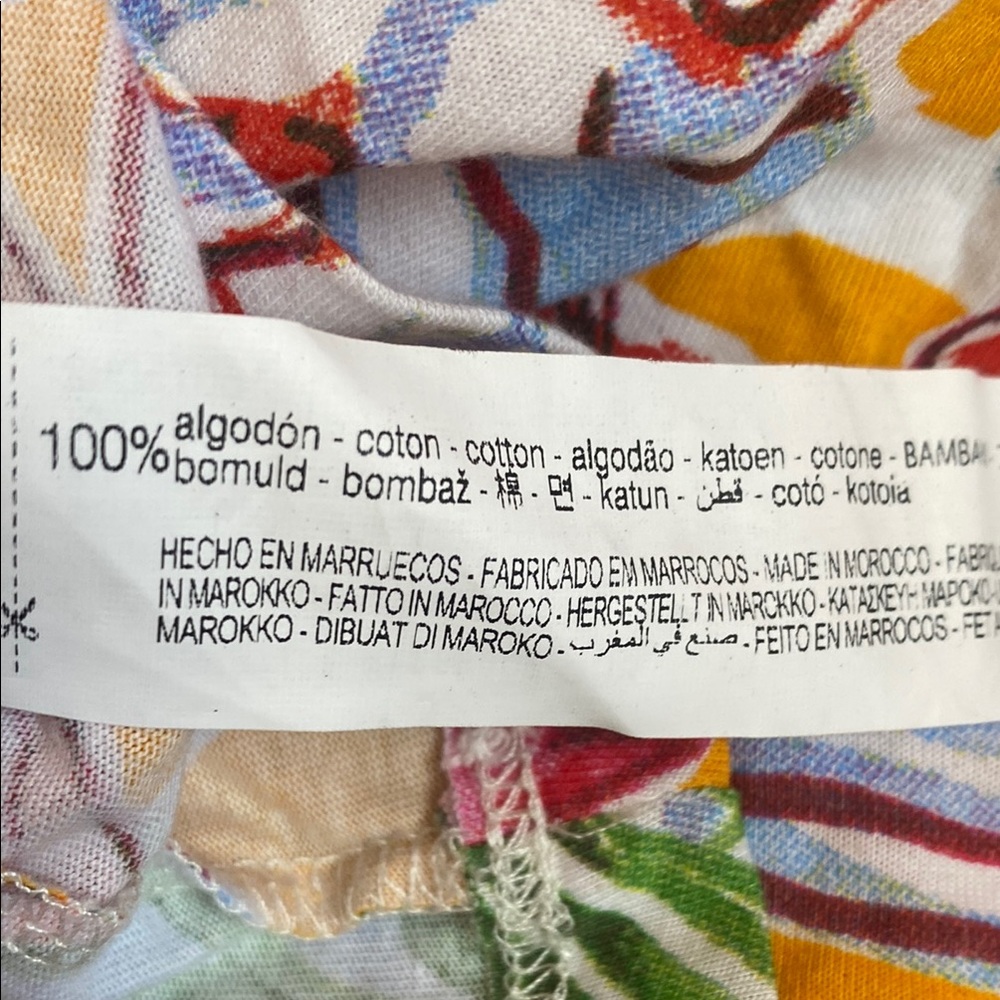 100% algodón - coton - cotton - algodão - katoen - cotone - BAMBA
bomuld - bombaž - 棉 - 면 - katun - قطن - cotó - kotoia
HECHO EN MARRUECOS - FABRICADO EM MARROCOS - MADE IN MOROCCO -
IN MAROKKO - FATTO IN MAROCCO - HERGESTELLT IN MAROKKO - ΚΑΤΑΣΚΕΥΗ ΜΑΡΟΚΟ -
MAROKKO - DIBUAT DI MAROKO - صنع في المغرب - FEITO EN MARROCOS - FET